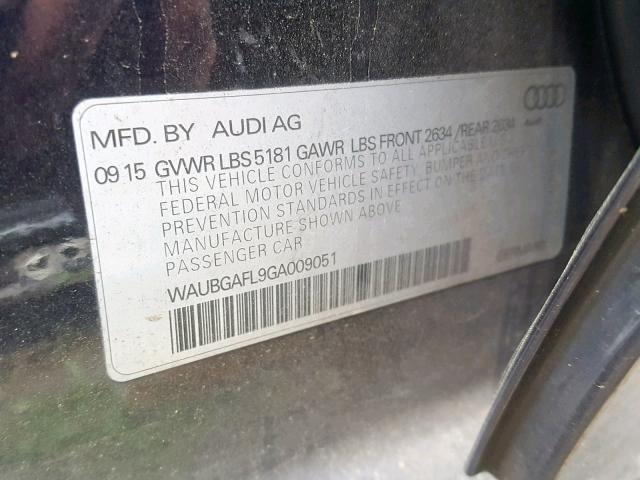 MFD. BY AUDI AG
09 15 GVWR LBS 5181 GAWR LBS FRONT 2634 / REAR 2634
THIS VEHICLE CONFORMS TO ALL APPLICABLE U.S.
FEDERAL MOTOR VEHICLE SAFETY, BUMPER AND THEFT
PREVENTION STANDARDS IN EFFECT ON THE DATE OF
MANUFACTURE SHOWN ABOVE
PASSENGER CAR
WAUBGAFL9GA009051
Audi